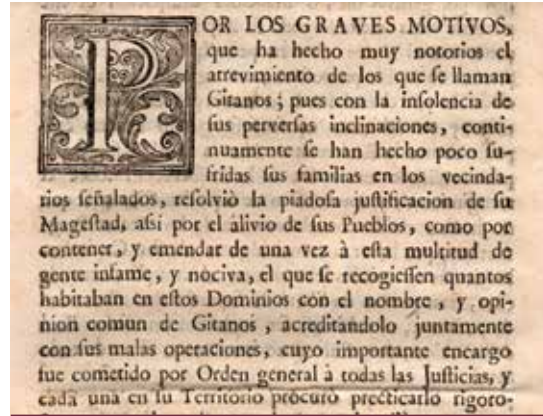 POR LOS GRAVES MOTIVOS,
que ha hecho muy notorios el
atrevimiento de los que ſe llaman
Gitanos; pues con la inſolencia de
ſus perverſas inclinaciones, conti-
nuamente ſe han hecho poco ſu-
fridas ſus familias en los vecinda-
rios ſeñalados, reſolviò la piadoſa juſtificacion de ſu
Mageſtad, aſsi por el alivio de ſus Pueblos, como por
contener, y emendar de una vez à eſta multitud de
gente infame, y nociva, el que ſe recogieſſen quantos
habitaban en eſtos Dominios con el nombre, y opi-
nion comun de Gitanos, acreditandolo juntamente
con ſus malas operaciones, cuyo importante encargo
fue cometido por Orden general à todas las Juſticias, y
cada una en ſu Territorio procurò precticarlo rigoro-